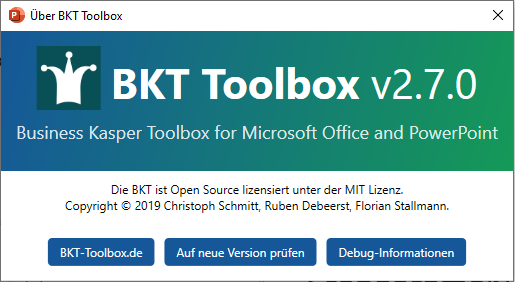 Über BKT Toolbox
BKT Toolbox v2.7.0
Business Kasper Toolbox for Microsoft Office and PowerPoint
Die BKT ist Open Source lizensiert unter der MIT Lizenz.
Copyright © 2019 Christoph Schmitt, Ruben Debeerst, Florian Stallmann.
BKT-Toolbox.de
Auf neue Version prüfen
Debug-Informationen